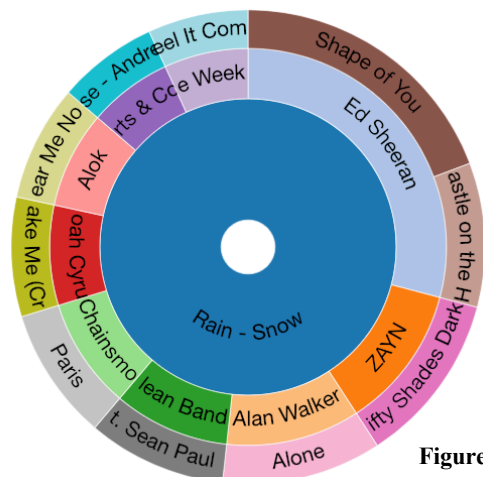 Shape of You
Ed Sheeran
astle on the H
ZAYN
ifty Shades Dark
Alan Walker
Alone
lean Band
t. Sean Paul
Chainsmo
Paris
oah Cyru
ake Me (Cr
Alok
ear Me No
rts & Co
se - Andre
e Week
eel It Com
Rain - Snow
Figure